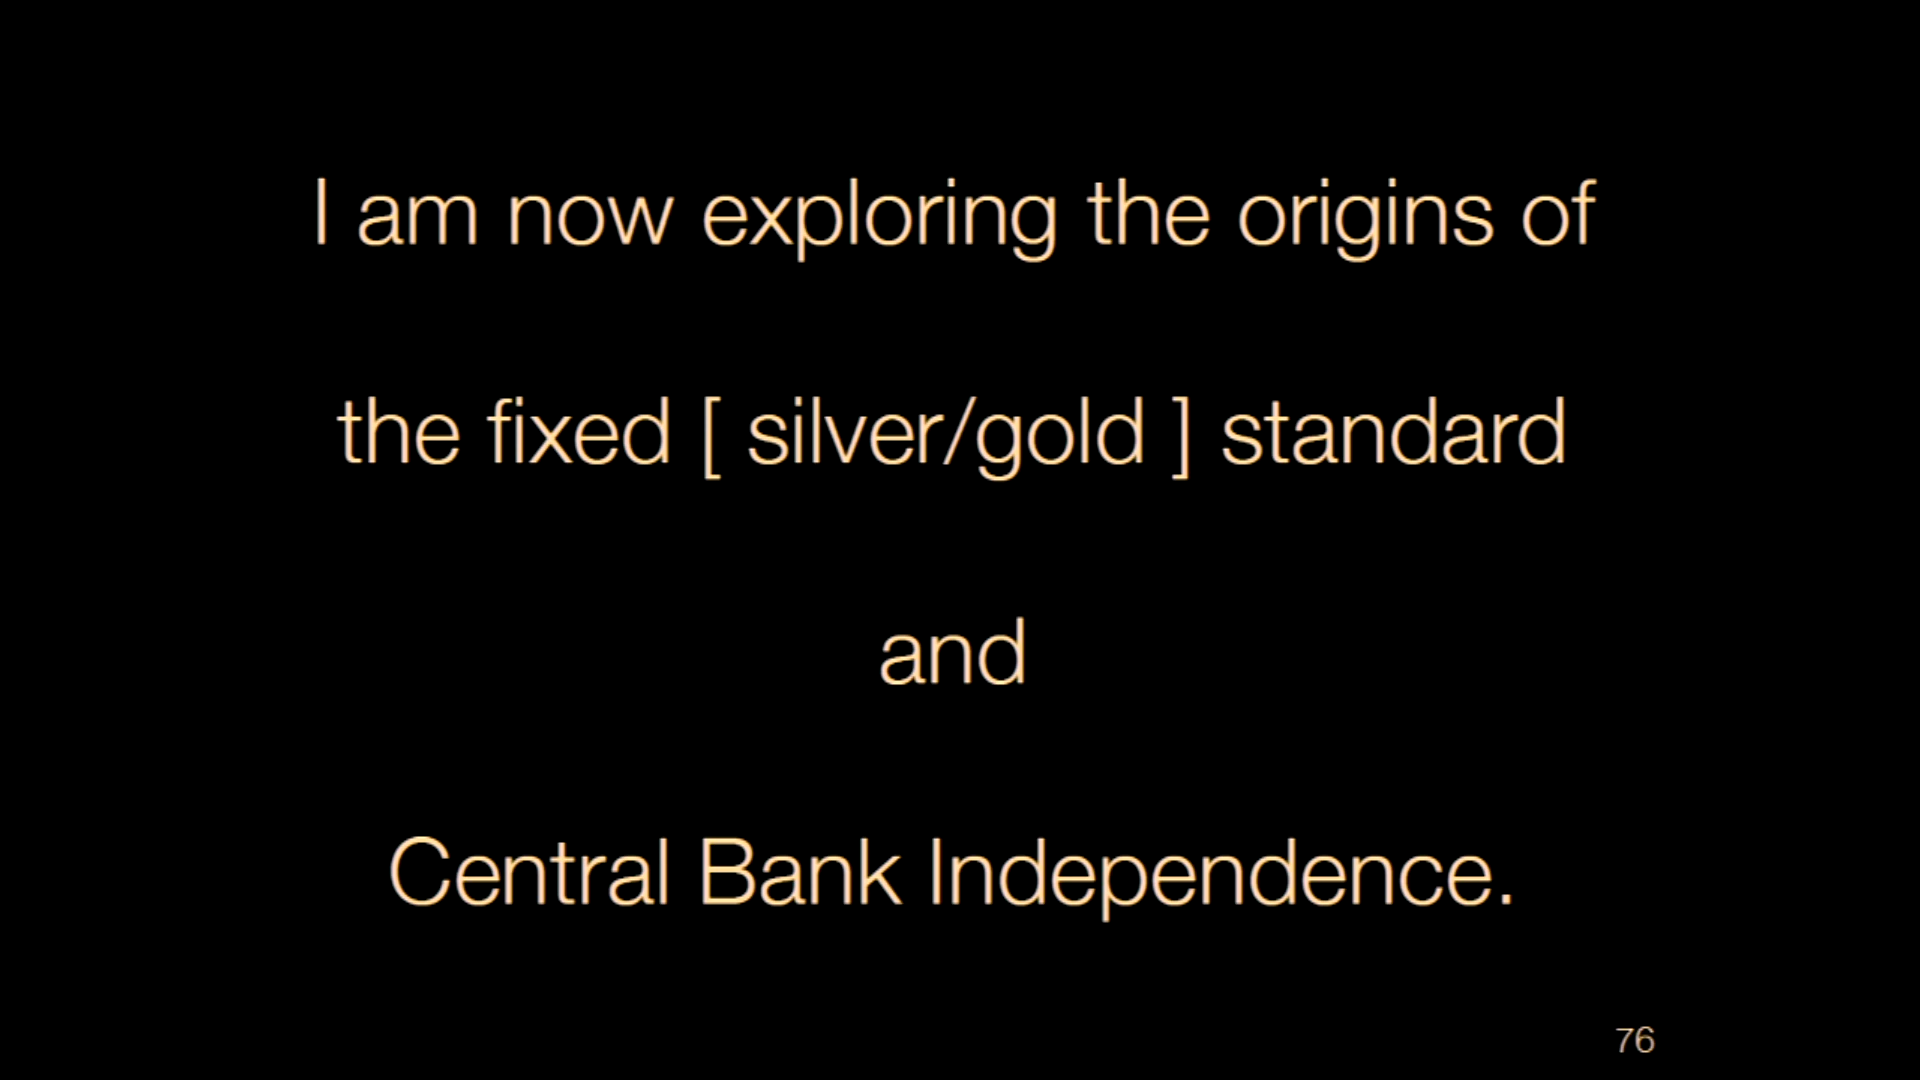 I am now exploring the origins of
the fixed [ silver/gold ] standard
and
Central Bank Independence.
76